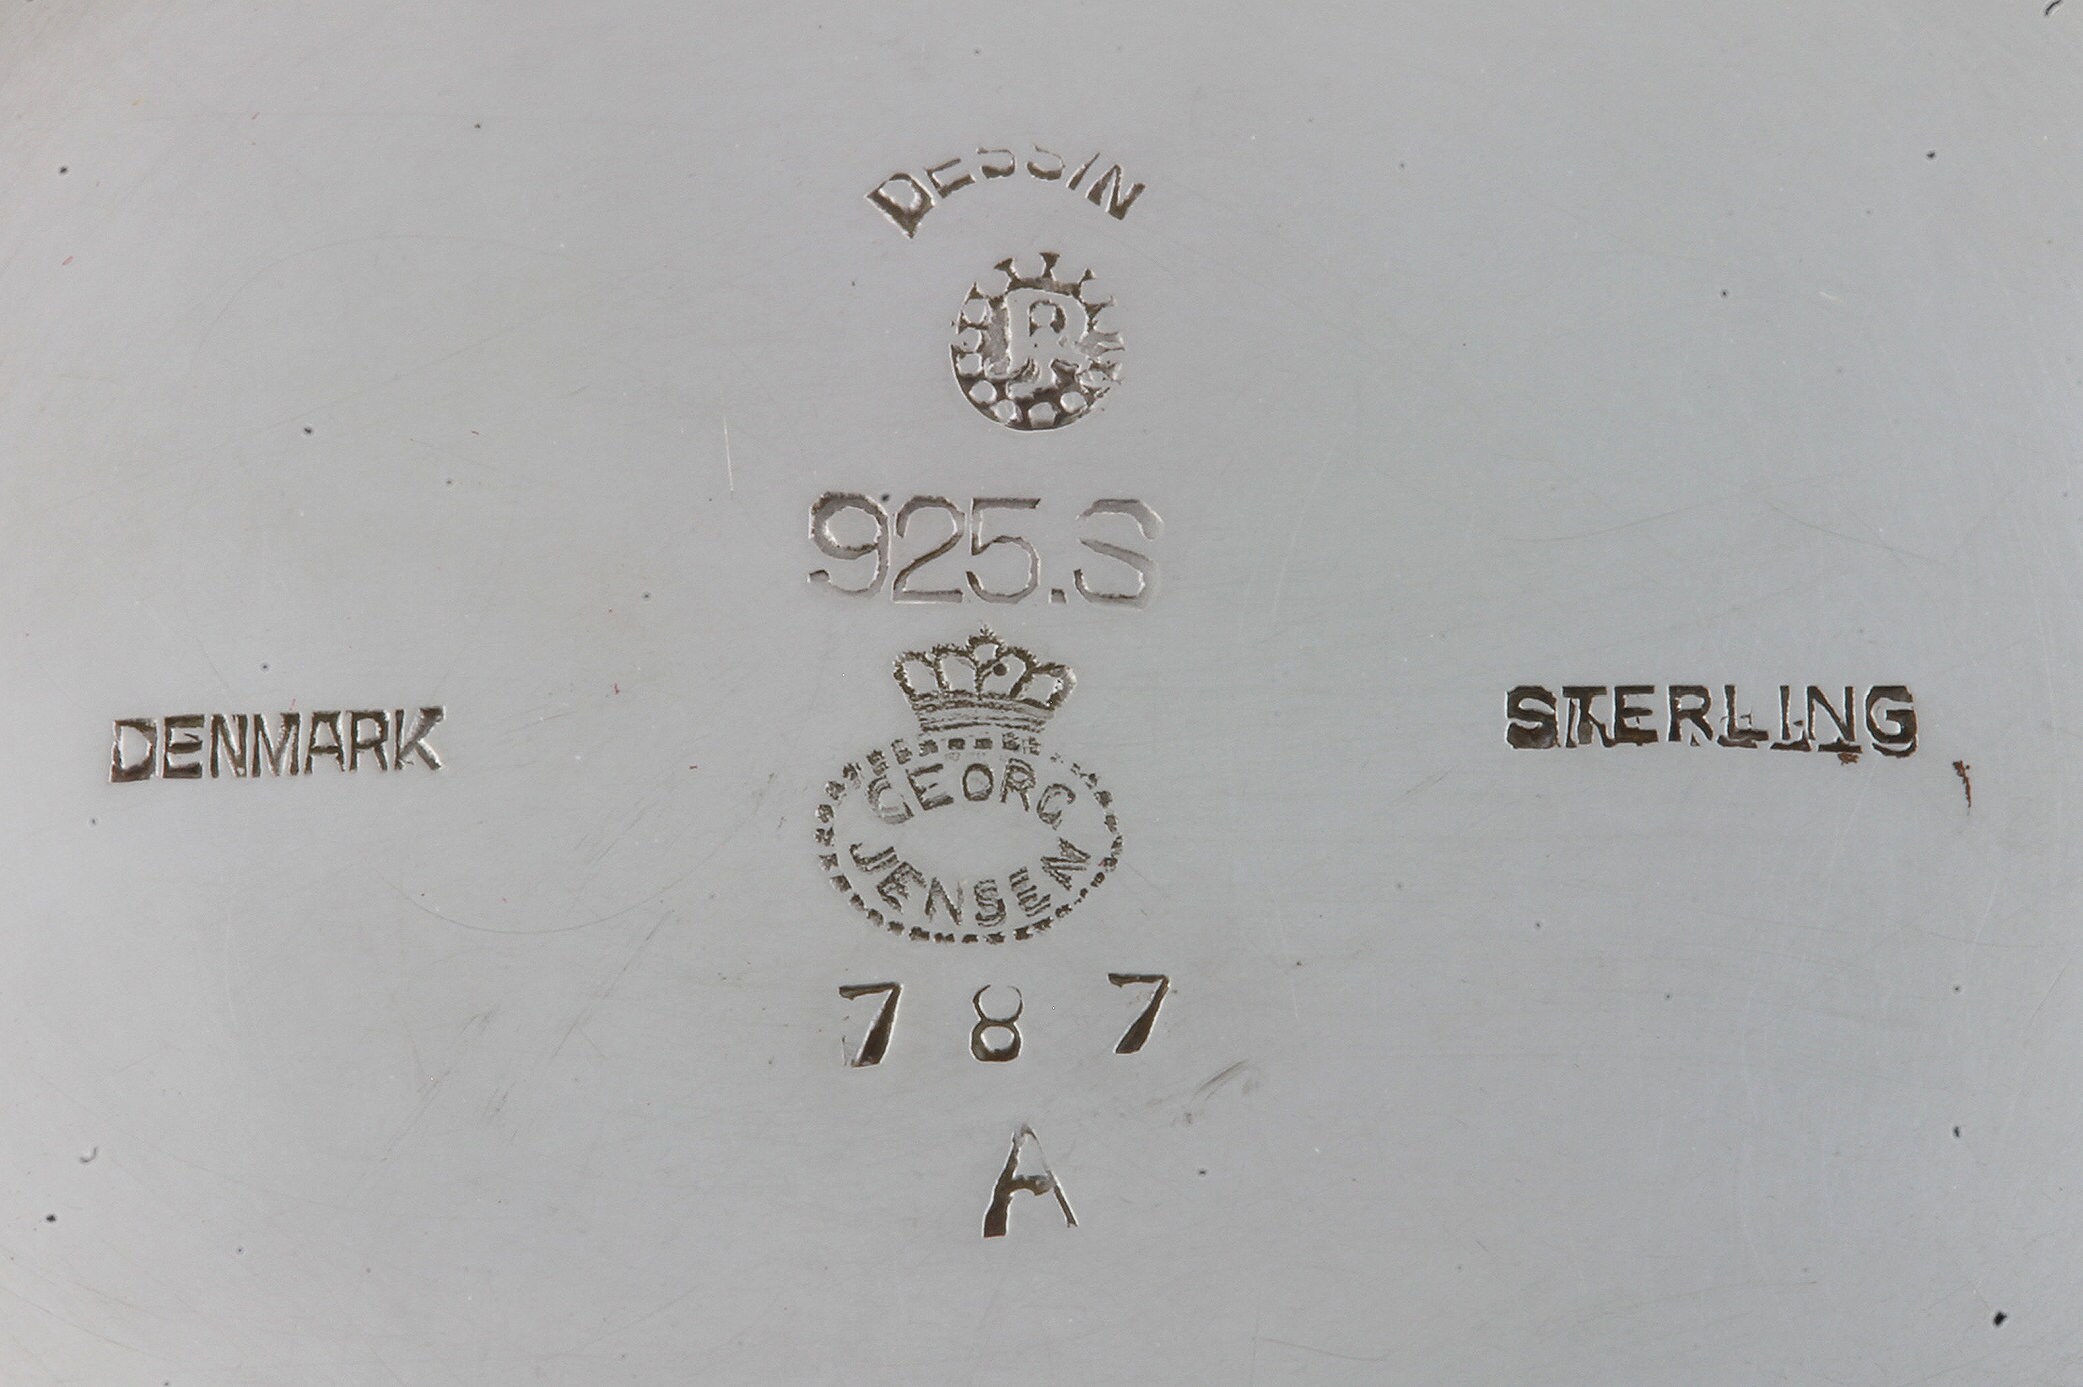 DESSIN
R
925.S
DENMARK
GEORG
JENSEN
STERLING
787
A